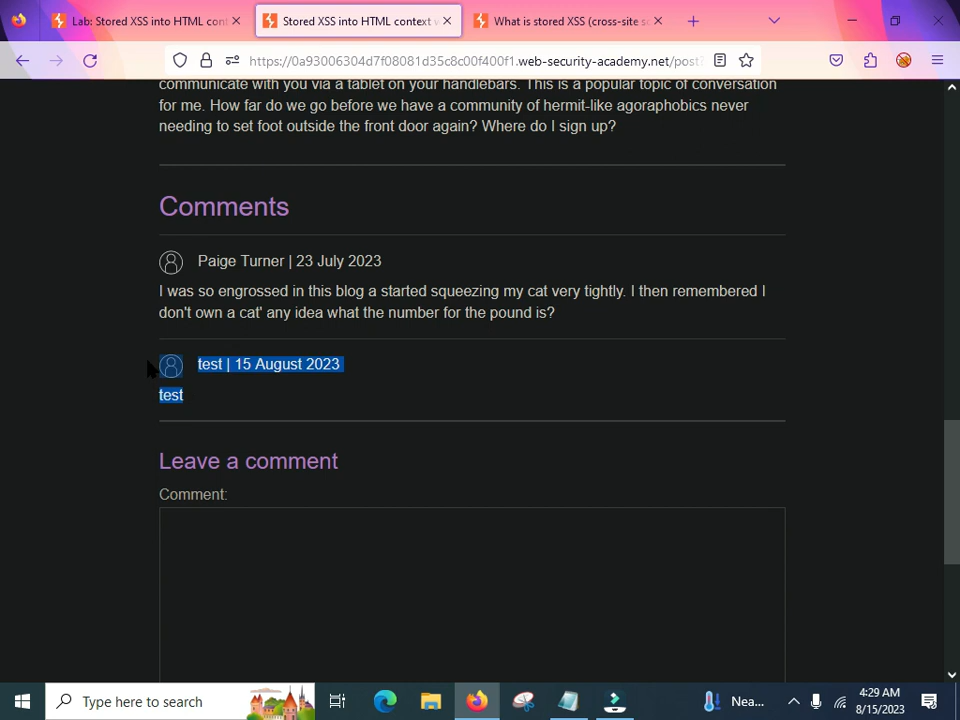 Lab: Stored XSS into HTML cont
Stored XSS into HTML context w
What is stored XSS (cross-site sc
https://0a93006304d7f08081d35c8c00f400f1.web-security-academy.net/post?
communicate with you via a tablet on your handlebars. This is a popular topic of conversation
for me. How far do we go before we have a community of hermit-like agoraphobics never
needing to set foot outside the front door again? Where do I sign up?
Comments
Paige Turner | 23 July 2023
I was so engrossed in this blog a started squeezing my cat very tightly. I then remembered I
don't own a cat' any idea what the number for the pound is?
test | 15 August 2023
test
Leave a comment
Comment:
Type here to search
Nea...
4:29 AM
8/15/2023